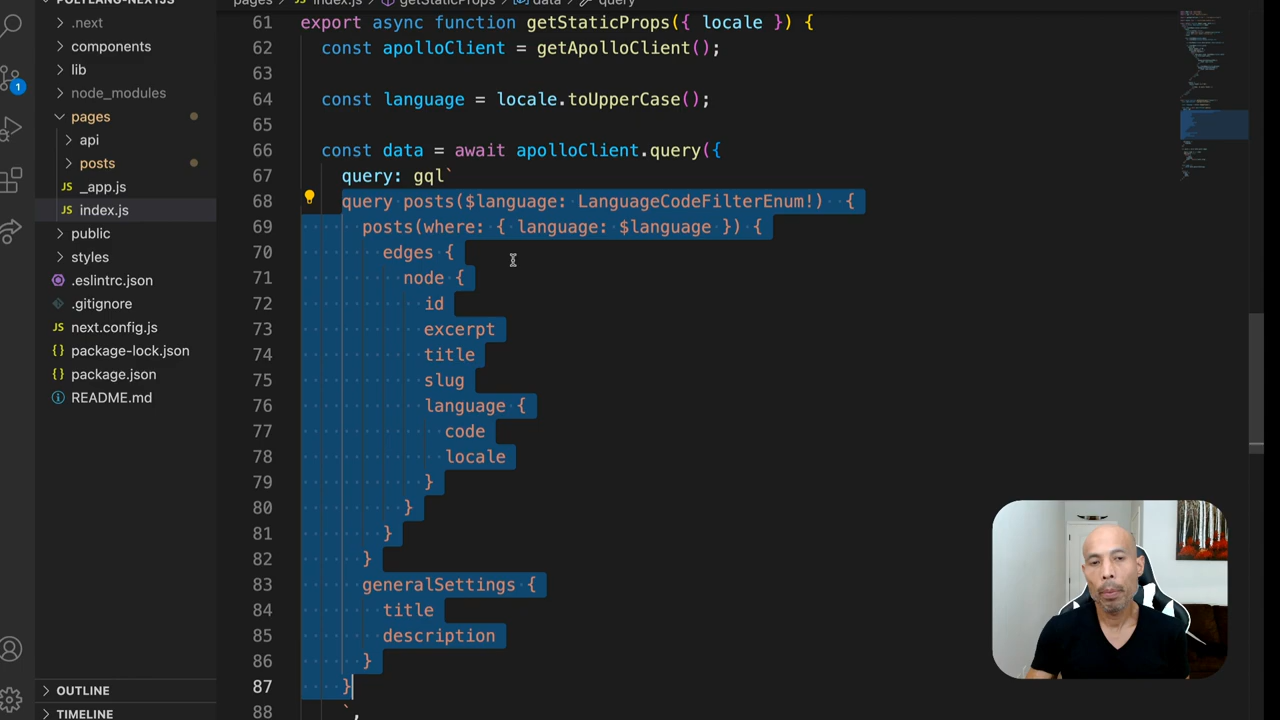 POLYLANG-NEXTJS
pages > JS index.js > getStaticProps > data > query
.next
components
lib
node_modules
pages
api
posts
JS _app.js
JS index.js
public
styles
.eslintrc.json
.gitignore
JS next.config.js
{} package-lock.json
{} package.json
README.md
OUTLINE
TIMELINE
1
61 export async function getStaticProps({ locale }) {
62 const apolloClient = getApolloClient();
63
64 const language = locale.toUpperCase();
65
66 const data = await apolloClient.query({
67 query: gql`
68 query posts($language: LanguageCodeFilterEnum!) {
69 posts(where: { language: $language }) {
70 edges {
71 node {
72 id
73 excerpt
74 title
75 slug
76 language {
77 code
78 locale
79 }
80 }
81 }
82 }
83 generalSettings {
84 title
85 description
86 }
87 }
88 `,